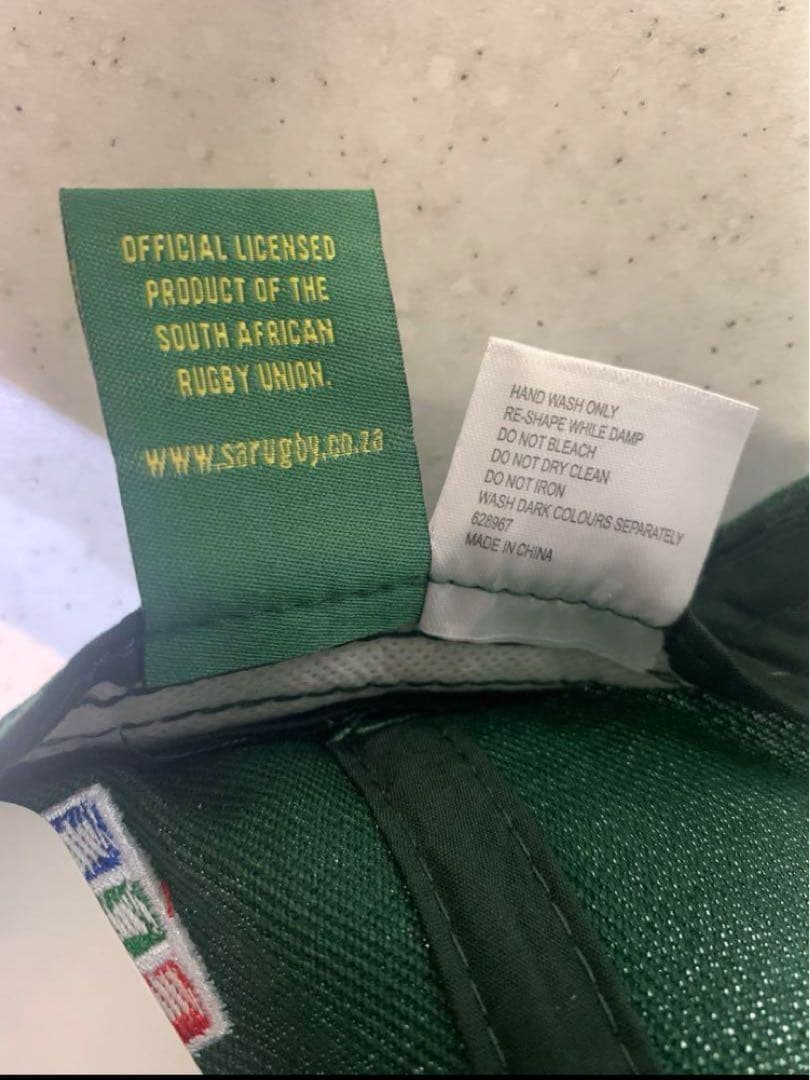 OFFICIAL LICENSED
PRODUCT OF THE
SOUTH AFRICAN
RUGBY UNION.
www.sarugby.co.za
HAND WASH ONLY
RE-SHAPE WHILE DAMP
DO NOT BLEACH
DO NOT DRY CLEAN
DO NOT IRON
WASH DARK COLOURS SEPARATELY
628967
MADE IN CHINA